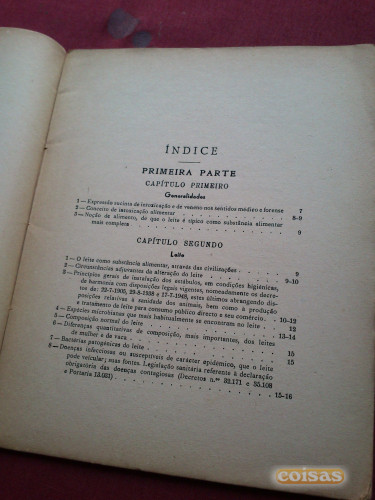 ÍNDICE
PRIMEIRA PARTE
CAPÍTULO PRIMEIRO
Generalidades
1 — Expressão sucinta de intoxicação e de veneno nos sentidos médico e forense 7
2 — Conceito de intoxicação alimentar 8-9
3 — Noção de alimento, de que o leite é típico como substância alimentar
mais completa 9
CAPÍTULO SEGUNDO
Leite
1 — O leite como substância alimentar, através das civilizações 9
2 — Circunstâncias adjuvantes da alteração do leite 9-10
3 — Princípios gerais de instalação dos estábulos, em condições higiénicas,
de harmonia com disposições legais vigentes, nomeadamente os decre-
tos de: 22-7-1905, 23-8-1938 e 17-7-1969, estes últimos abrangendo dis-
posições relativas à sanidade dos animais, bem como à produção
e tratamento de leite para consumo público directo e seu comércio. 10-12
4 — Espécies microbianas que mais habitualmente se encontram no leite 12
5 — Composição normal do leite 13-14
6 — Diferenças quantitativas de composição, mais importantes, dos leites
de mulher e da vaca 15
7 — Bactérias patogénicas do leite 15
8 — Doenças infecciosas ou susceptíveis de carácter epidémico, que o leite
pode veicular; suas fontes. Legislação sanitária referente à declaração
obrigatória das doenças contagiosas (Decretos n.os 32.171 e 35.108
e Portaria 13.031) 15-16
coisas